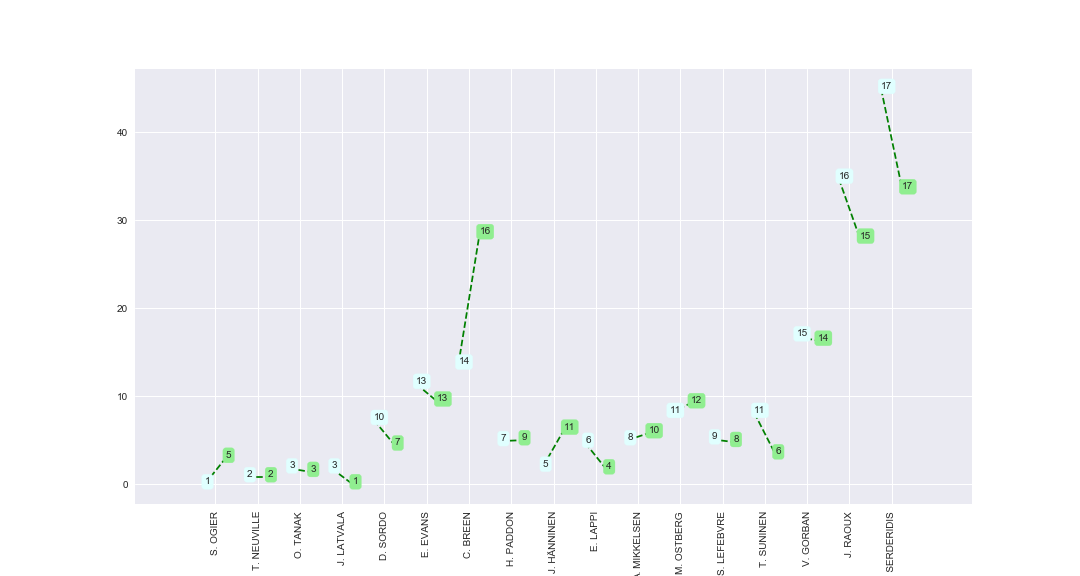 40
30
20
10
0
1
5
2
2
3
3
3
1
10
7
13
13
14
16
7
9
5
11
6
4
8
10
11
12
9
8
11
6
15
14
16
15
17
17
S. OGIER
T. NEUVILLE
O. TANAK
J. LATVALA
D. SORDO
E. EVANS
C. BREEN
H. PADDON
J. HANNINEN
E. LAPPI
MIKKELSEN
M. OSTBERG
S. LEFEBVRE
T. SUNINEN
V. GORBAN
J. RAOUX
SERDERIDIS